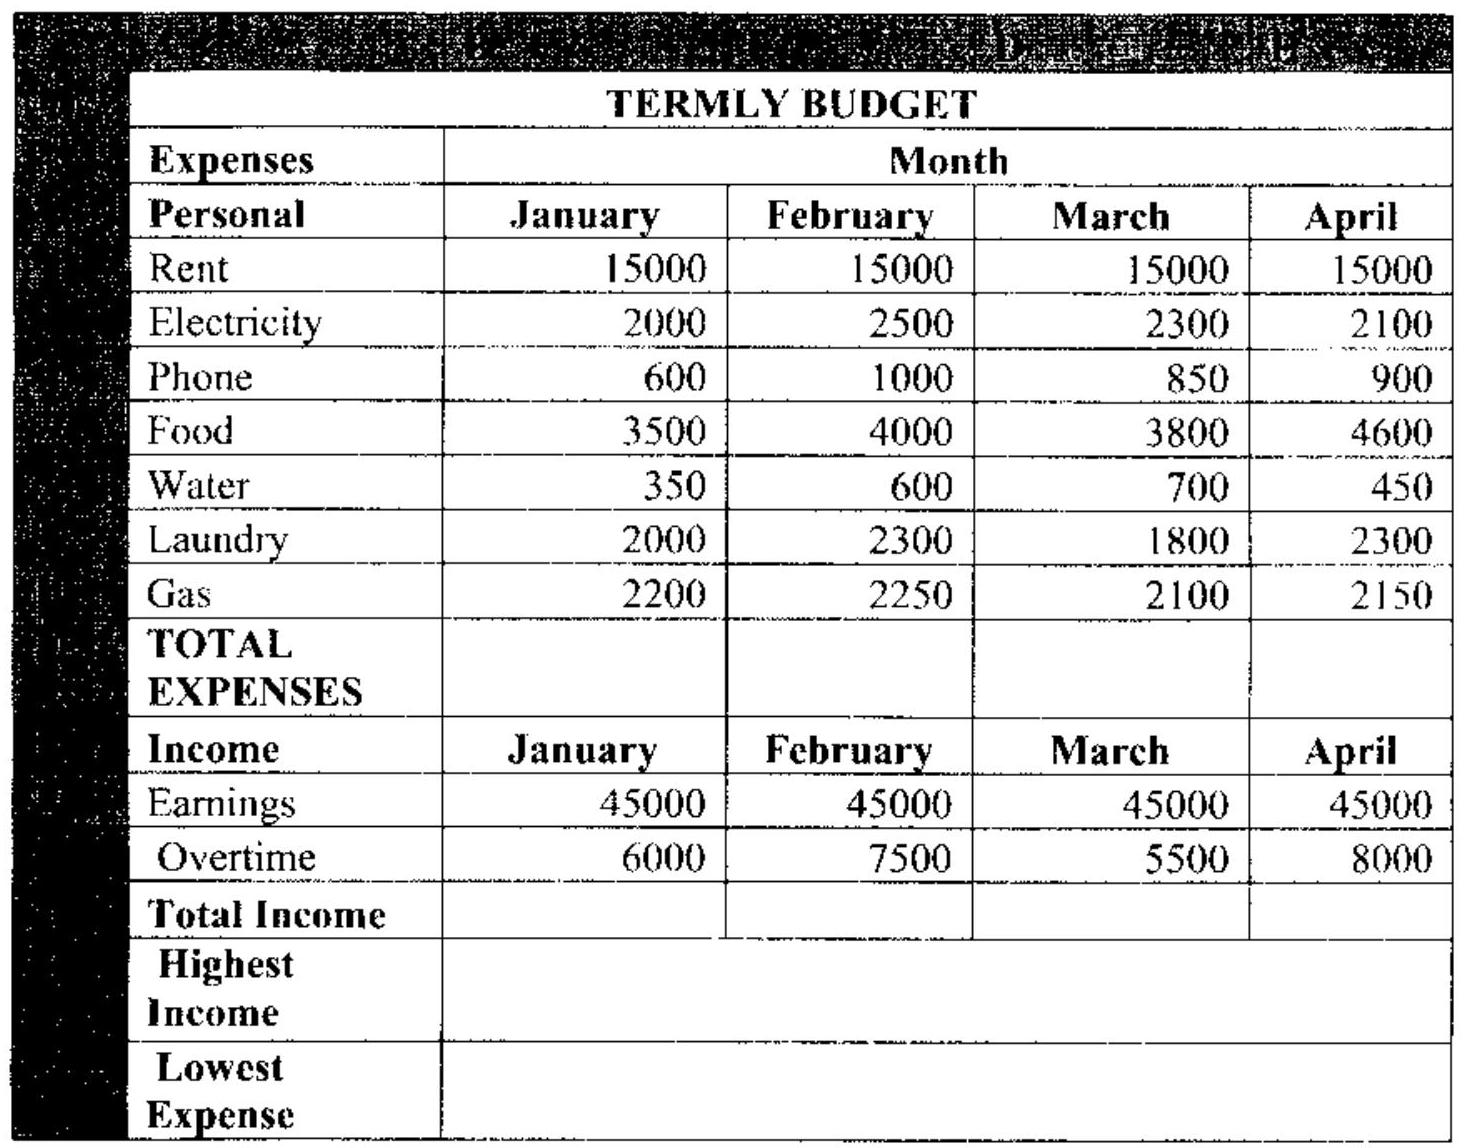 TERMLY BUDGET
Expenses Month
Personal January February March April
Rent 15000 15000 15000 15000
Electricity 2000 2500 2300 2100
Phone 600 1000 850 900
Food 3500 4000 3800 4600
Water 350 600 700 450
Laundry 2000 2300 1800 2300
Gas 2200 2250 2100 2150
TOTAL
EXPENSES
Income January February March April
Earnings 45000 45000 45000 45000
Overtime 6000 7500 5500 8000
Total Income
Highest
Income
Lowest
Expense